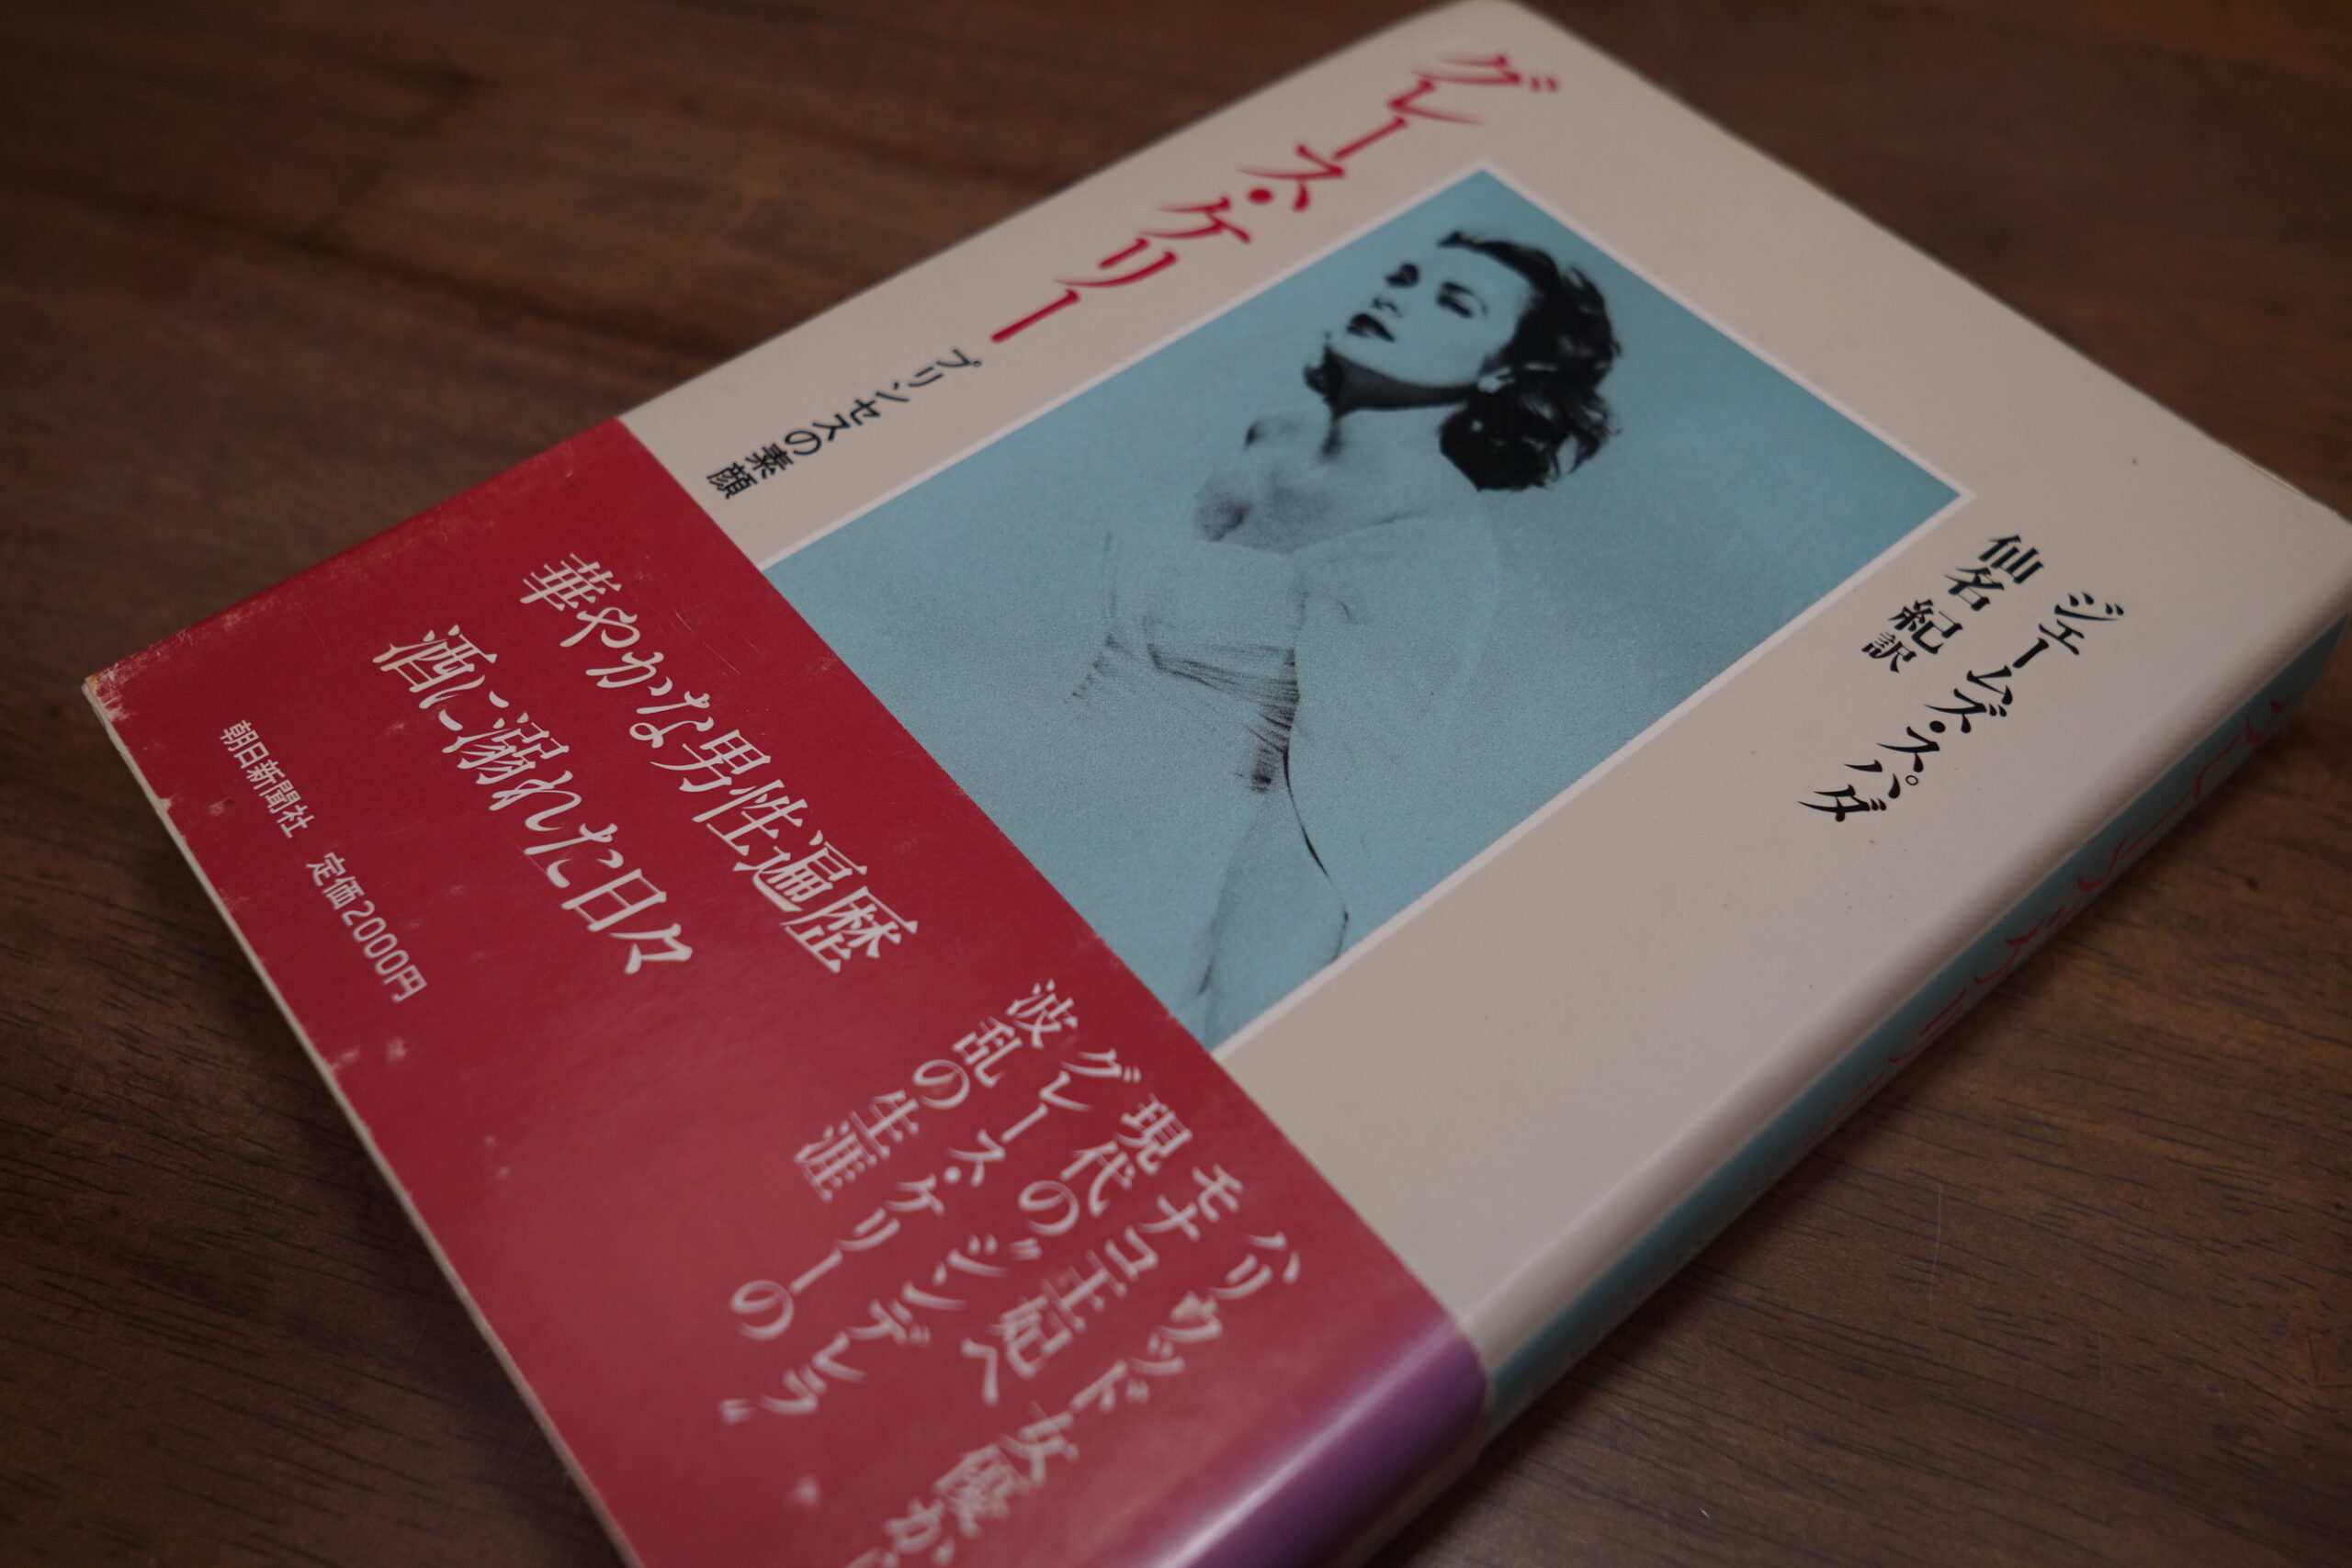 グレース・ケリー
プリンセスの素顔
ジェームズ・スパダ
仙名 紀 訳
華やかな男性遍歴
酒に溺れた日々
ハリウッド女優から
モナコ王妃へ
現代の〝シンデレラ〟
グレース・ケリーの
波乱の生涯
朝日新聞社 定価2000円